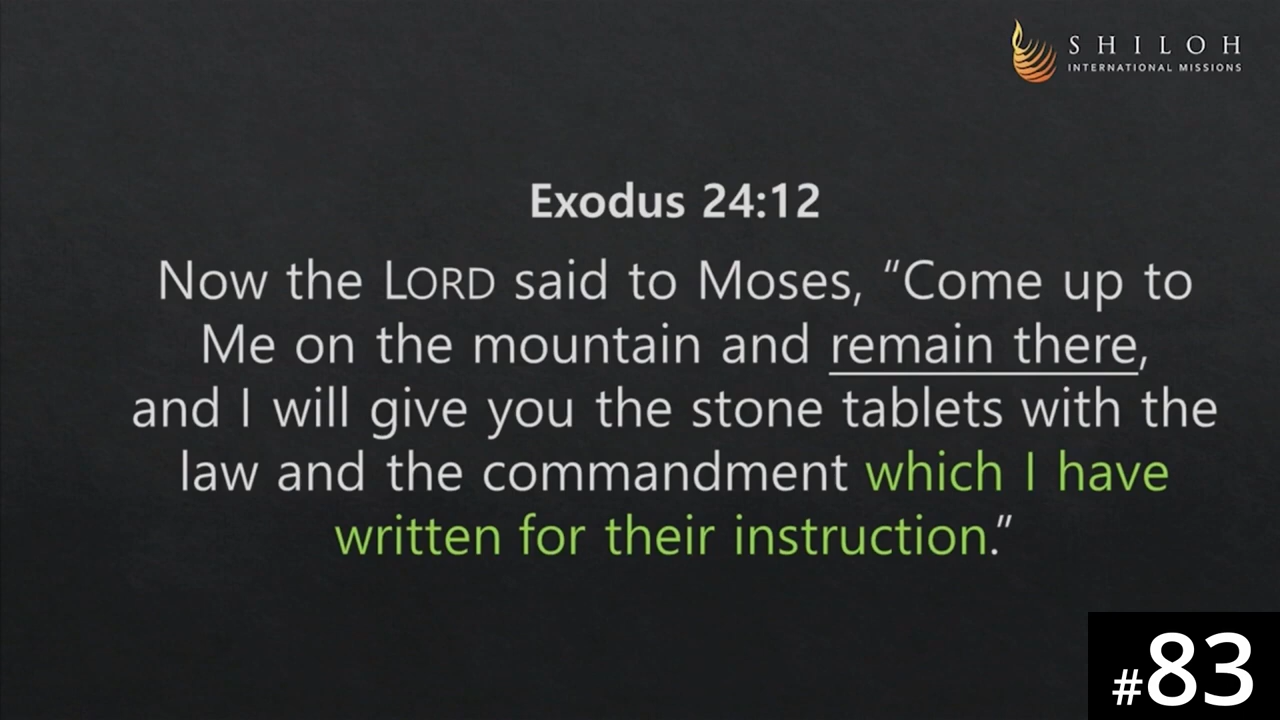 SHILOH
INTERNATIONAL MISSIONS
Exodus 24:12
Now the LORD said to Moses, “Come up to
Me on the mountain and remain there,
and I will give you the stone tablets with the
law and the commandment which I have
written for their instruction.”
#83